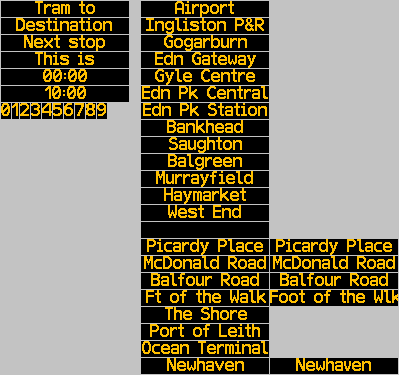 Tram to
Destination
Next stop
This is
00:00
10:00
0123456789
Airport
Ingliston P&R
Gogarburn
Edn Gateway
Gyle Centre
Edn Pk Central
Edn Pk Station
Bankhead
Saughton
Balgreen
Murrayfield
Haymarket
West End
Picardy Place Picardy Place
McDonald Road McDonald Road
Balfour Road Balfour Road
Ft of the Walk Foot of the Wlk
The Shore
Port of Leith
Ocean Terminal
Newhaven Newhaven